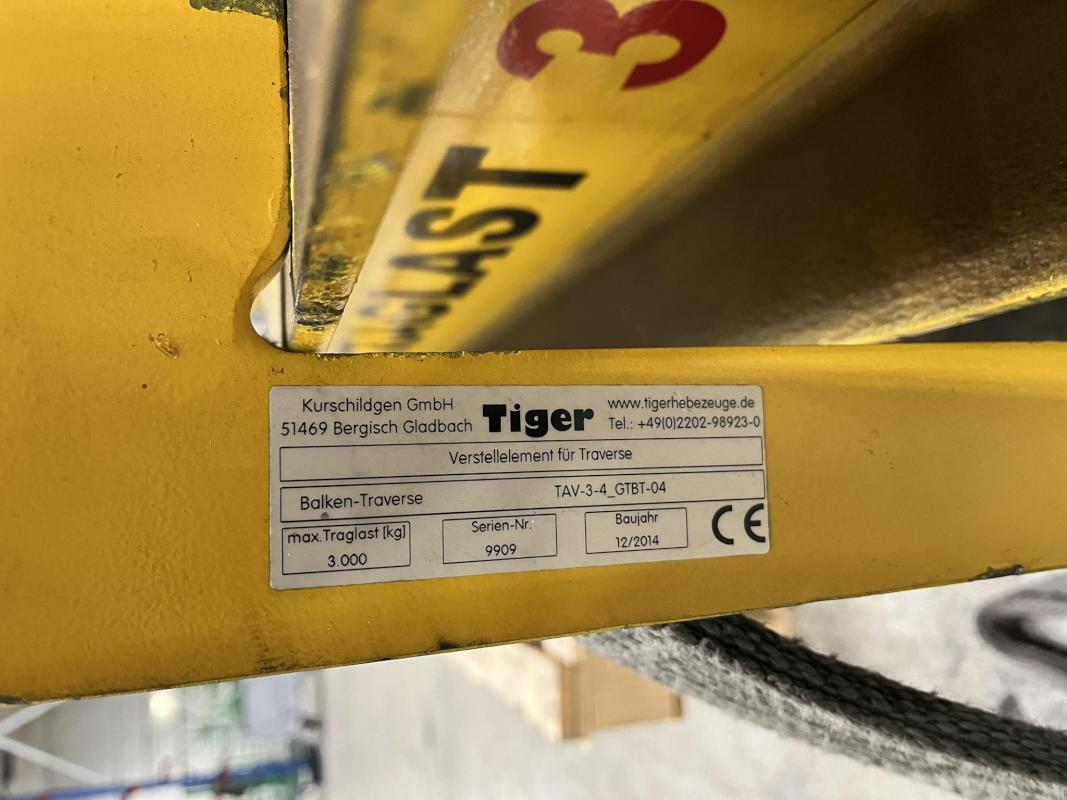 3
LAST
Kurschildgen GmbH
51469 Bergisch Gladbach
Tiger
www.tigerhebezeuge.de
Tel.: +49(0)2202-98923-0
Verstellelement für Traverse
Balken-Traverse TAV-3-4_GTBT-04
max.Traglast [kg]
3.000
Serien-Nr.
9909
Baujahr
12/2014
CE